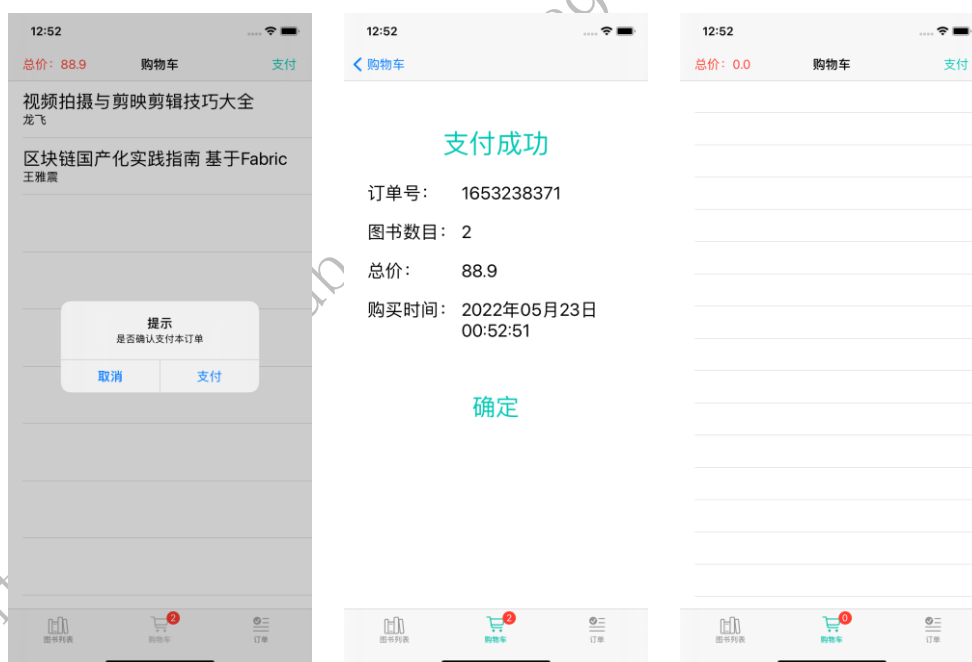 12:52
总价：88.9 购物车 支付
视频拍摄与剪映剪辑技巧大全
龙飞
区块链国产化实践指南 基于Fabric
王雅震
提示
是否确认支付本订单
取消 支付
2
图书列表 购物车 订单
12:52
购物车
支付成功
订单号： 1653238371
图书数目： 2
总价： 88.9
购买时间： 2022年05月23日
00:52:51
确定
2
图书列表 购物车 订单
12:52
总价：0.0 购物车 支付
0
图书列表 购物车 订单